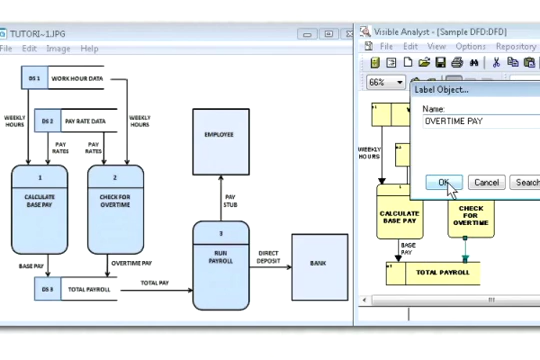 TUTORI~1.JPG
File Edit Image Help
DS 1 WORK HOUR DATA
WEEKLY HOURS
WEEKLY HOURS
DS 2 PAY RATE DATA
PAY RATES
PAY RATES
EMPLOYEE
1
CALCULATE BASE PAY
2
CHECK FOR OVERTIME
PAY STUB
3
RUN PAYROLL
DIRECT DEPOSIT
BANK
BASE PAY
OVERTIME PAY
DS 3 TOTAL PAYROLL
TOTAL PAY
Visible Analyst - [Sample DFD:DFD]
File Edit View Options Repository
66%
Label Object...
Name:
OVERTIME PAY
OK Cancel Search
WEEKLY
HOURS
1
CALCULATE
BASE PAY
CHECK
FOR
OVERTIME
BASE
PAY
TOTAL PAYROLL